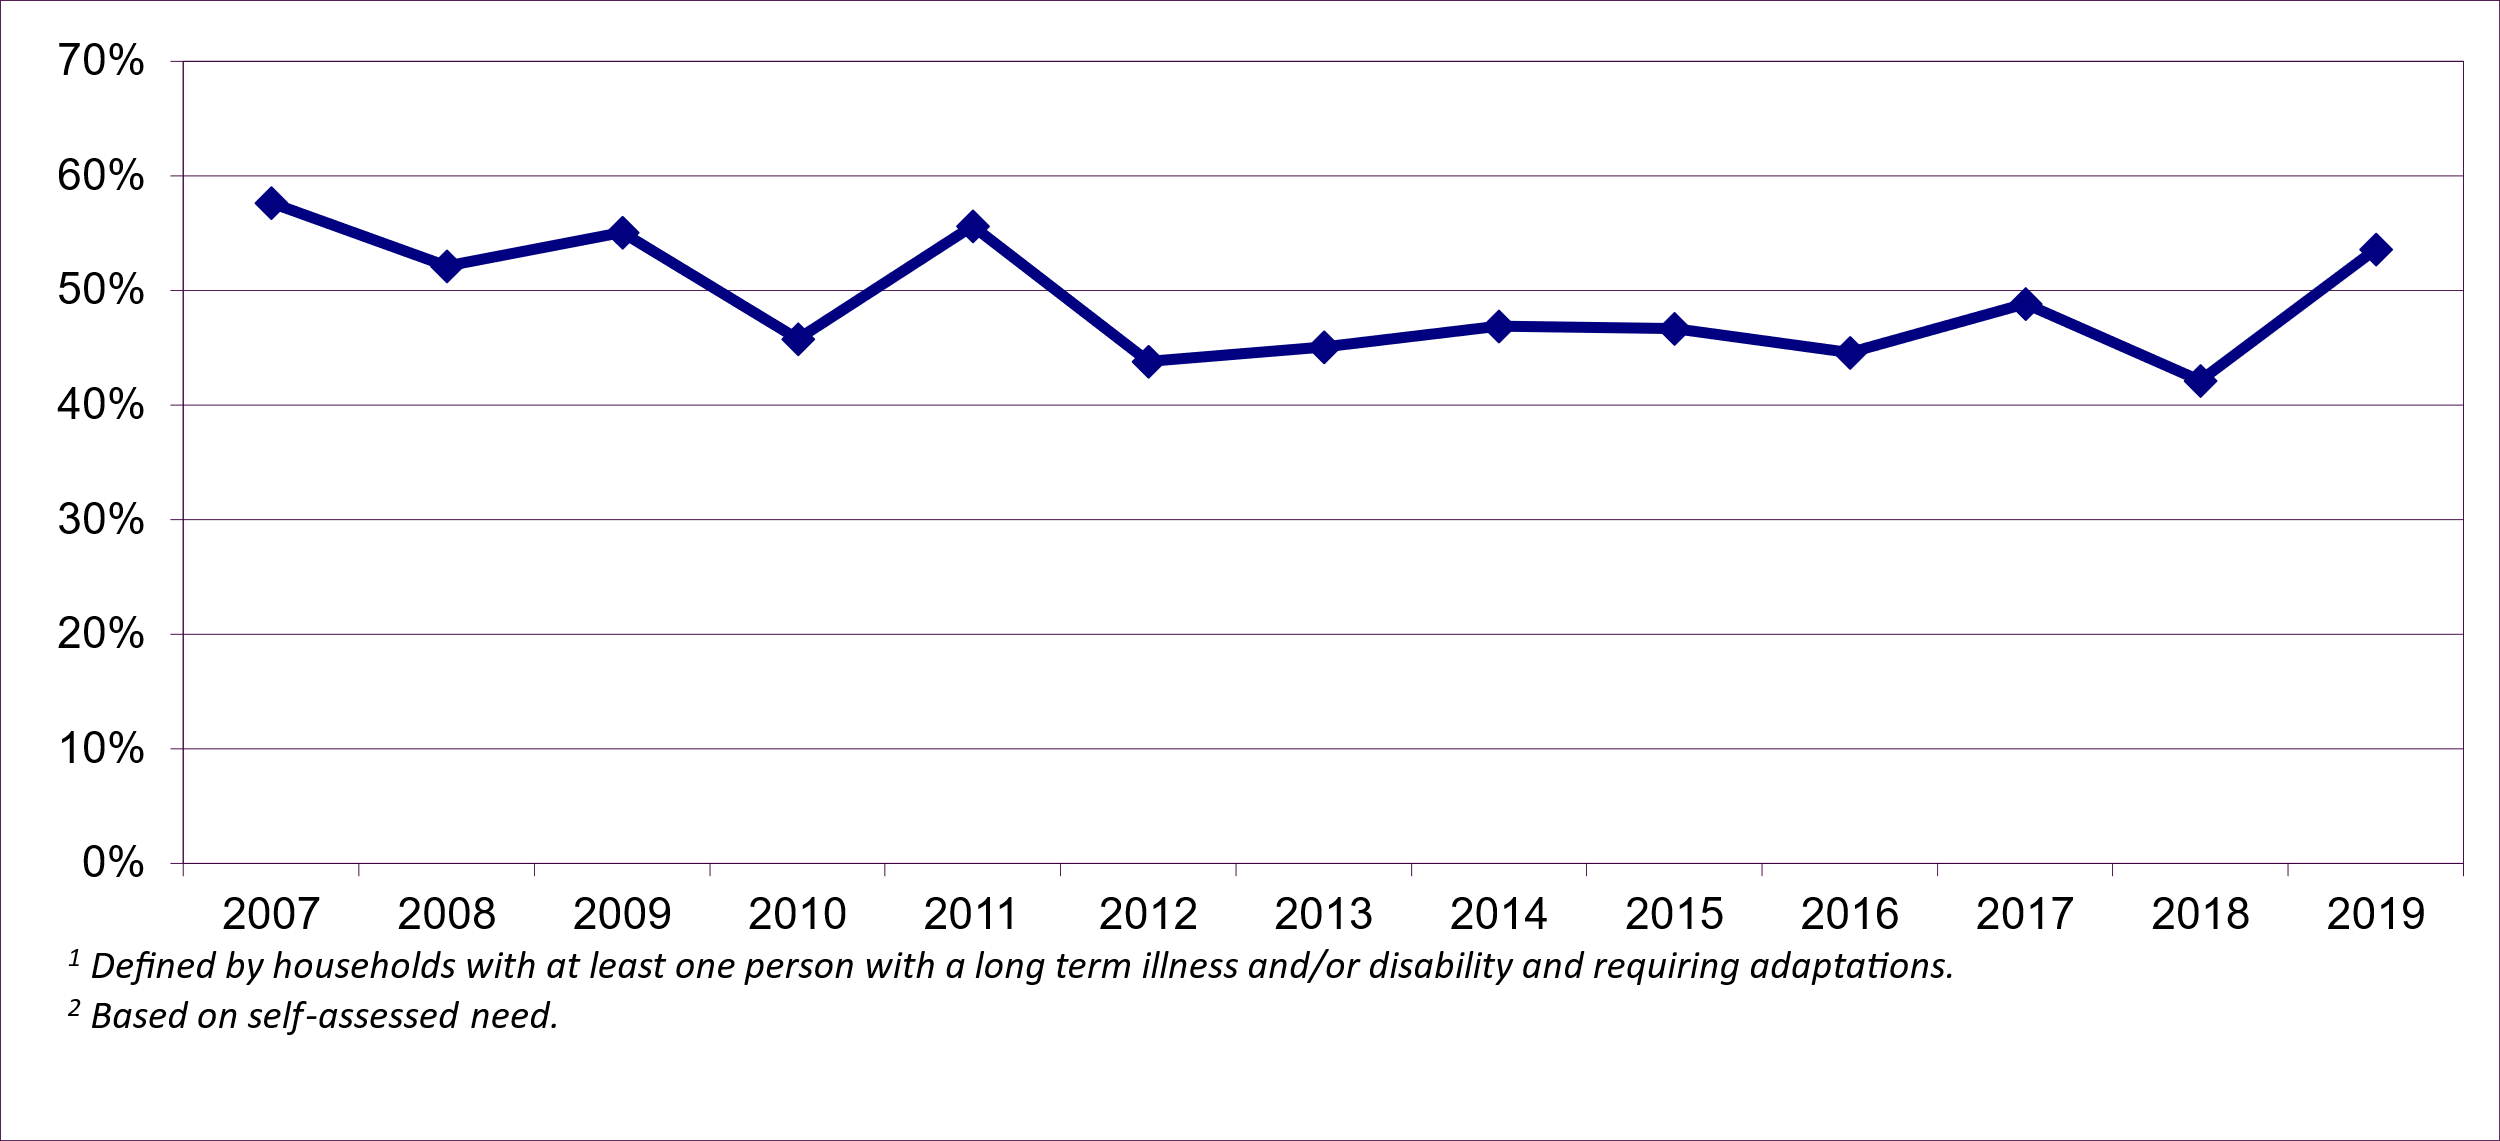 70%
60%
50%
40%
30%
20%
10%
0%
2007 2008 2009 2010 2011 2012 2013 2014 2015 2016 2017 2018 2019
1 Defined by households with at least one person with a long term illness and/or disability and requiring adaptations.
2 Based on self-assessed need.